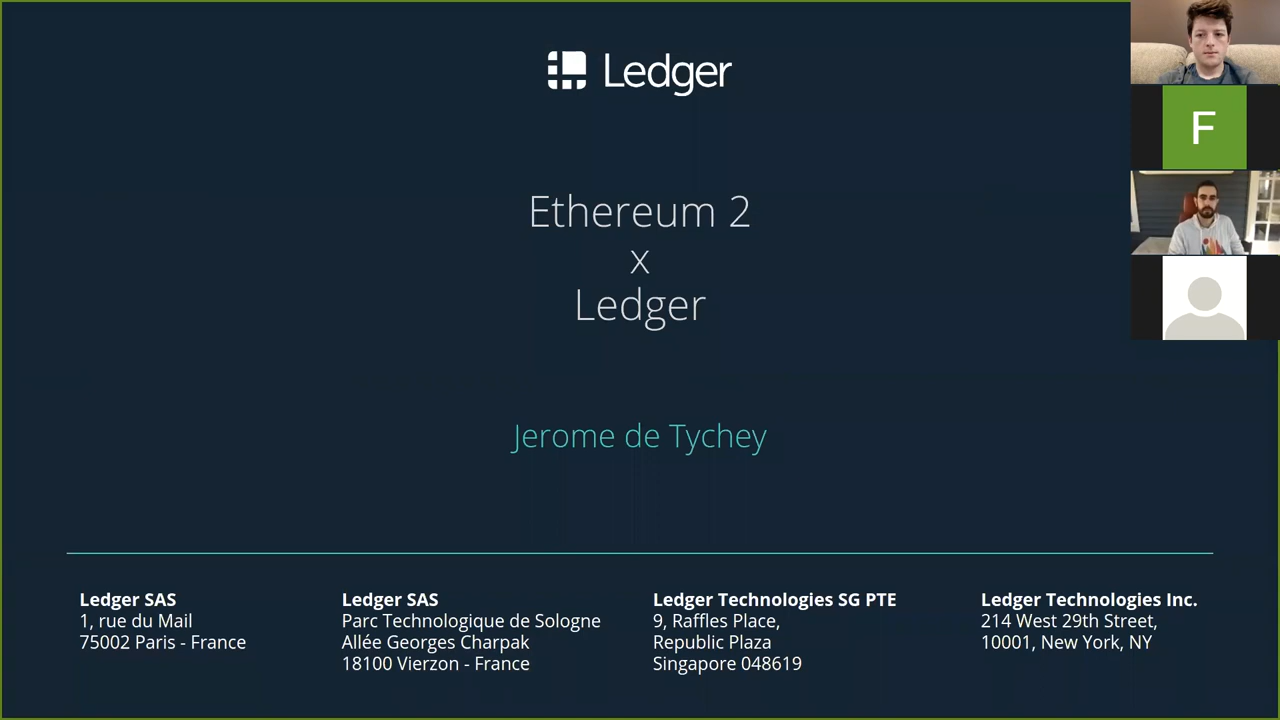 Ledger
F
Ethereum 2
x
Ledger
Jerome de Tychey
Ledger SAS
1, rue du Mail
75002 Paris - France
Ledger SAS
Parc Technologique de Sologne
Allée Georges Charpak
18100 Vierzon - France
Ledger Technologies SG PTE
9, Raffles Place,
Republic Plaza
Singapore 048619
Ledger Technologies Inc.
214 West 29th Street,
10001, New York, NY